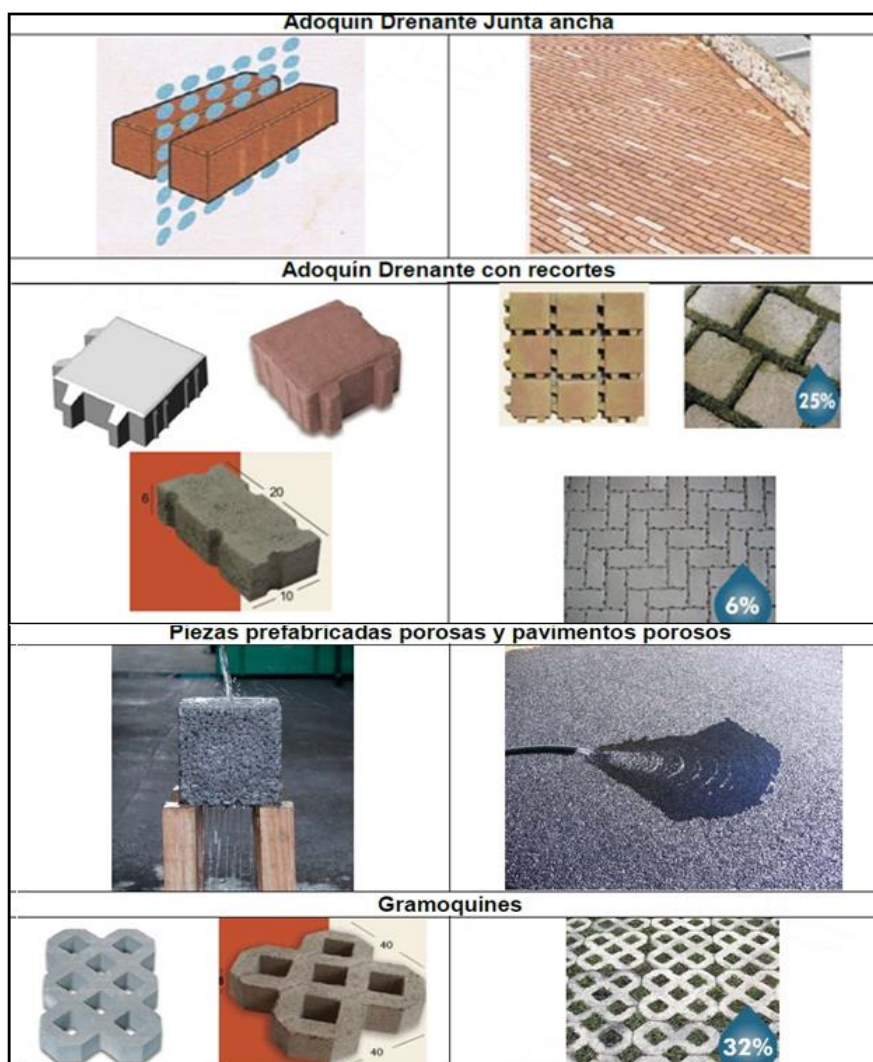 Adoquín Drenante Junta ancha
Adoquín Drenante con recortes
25%
6
20
10
6%
Piezas prefabricadas porosas y pavimentos porosos
Gramoquines
40
40
32%